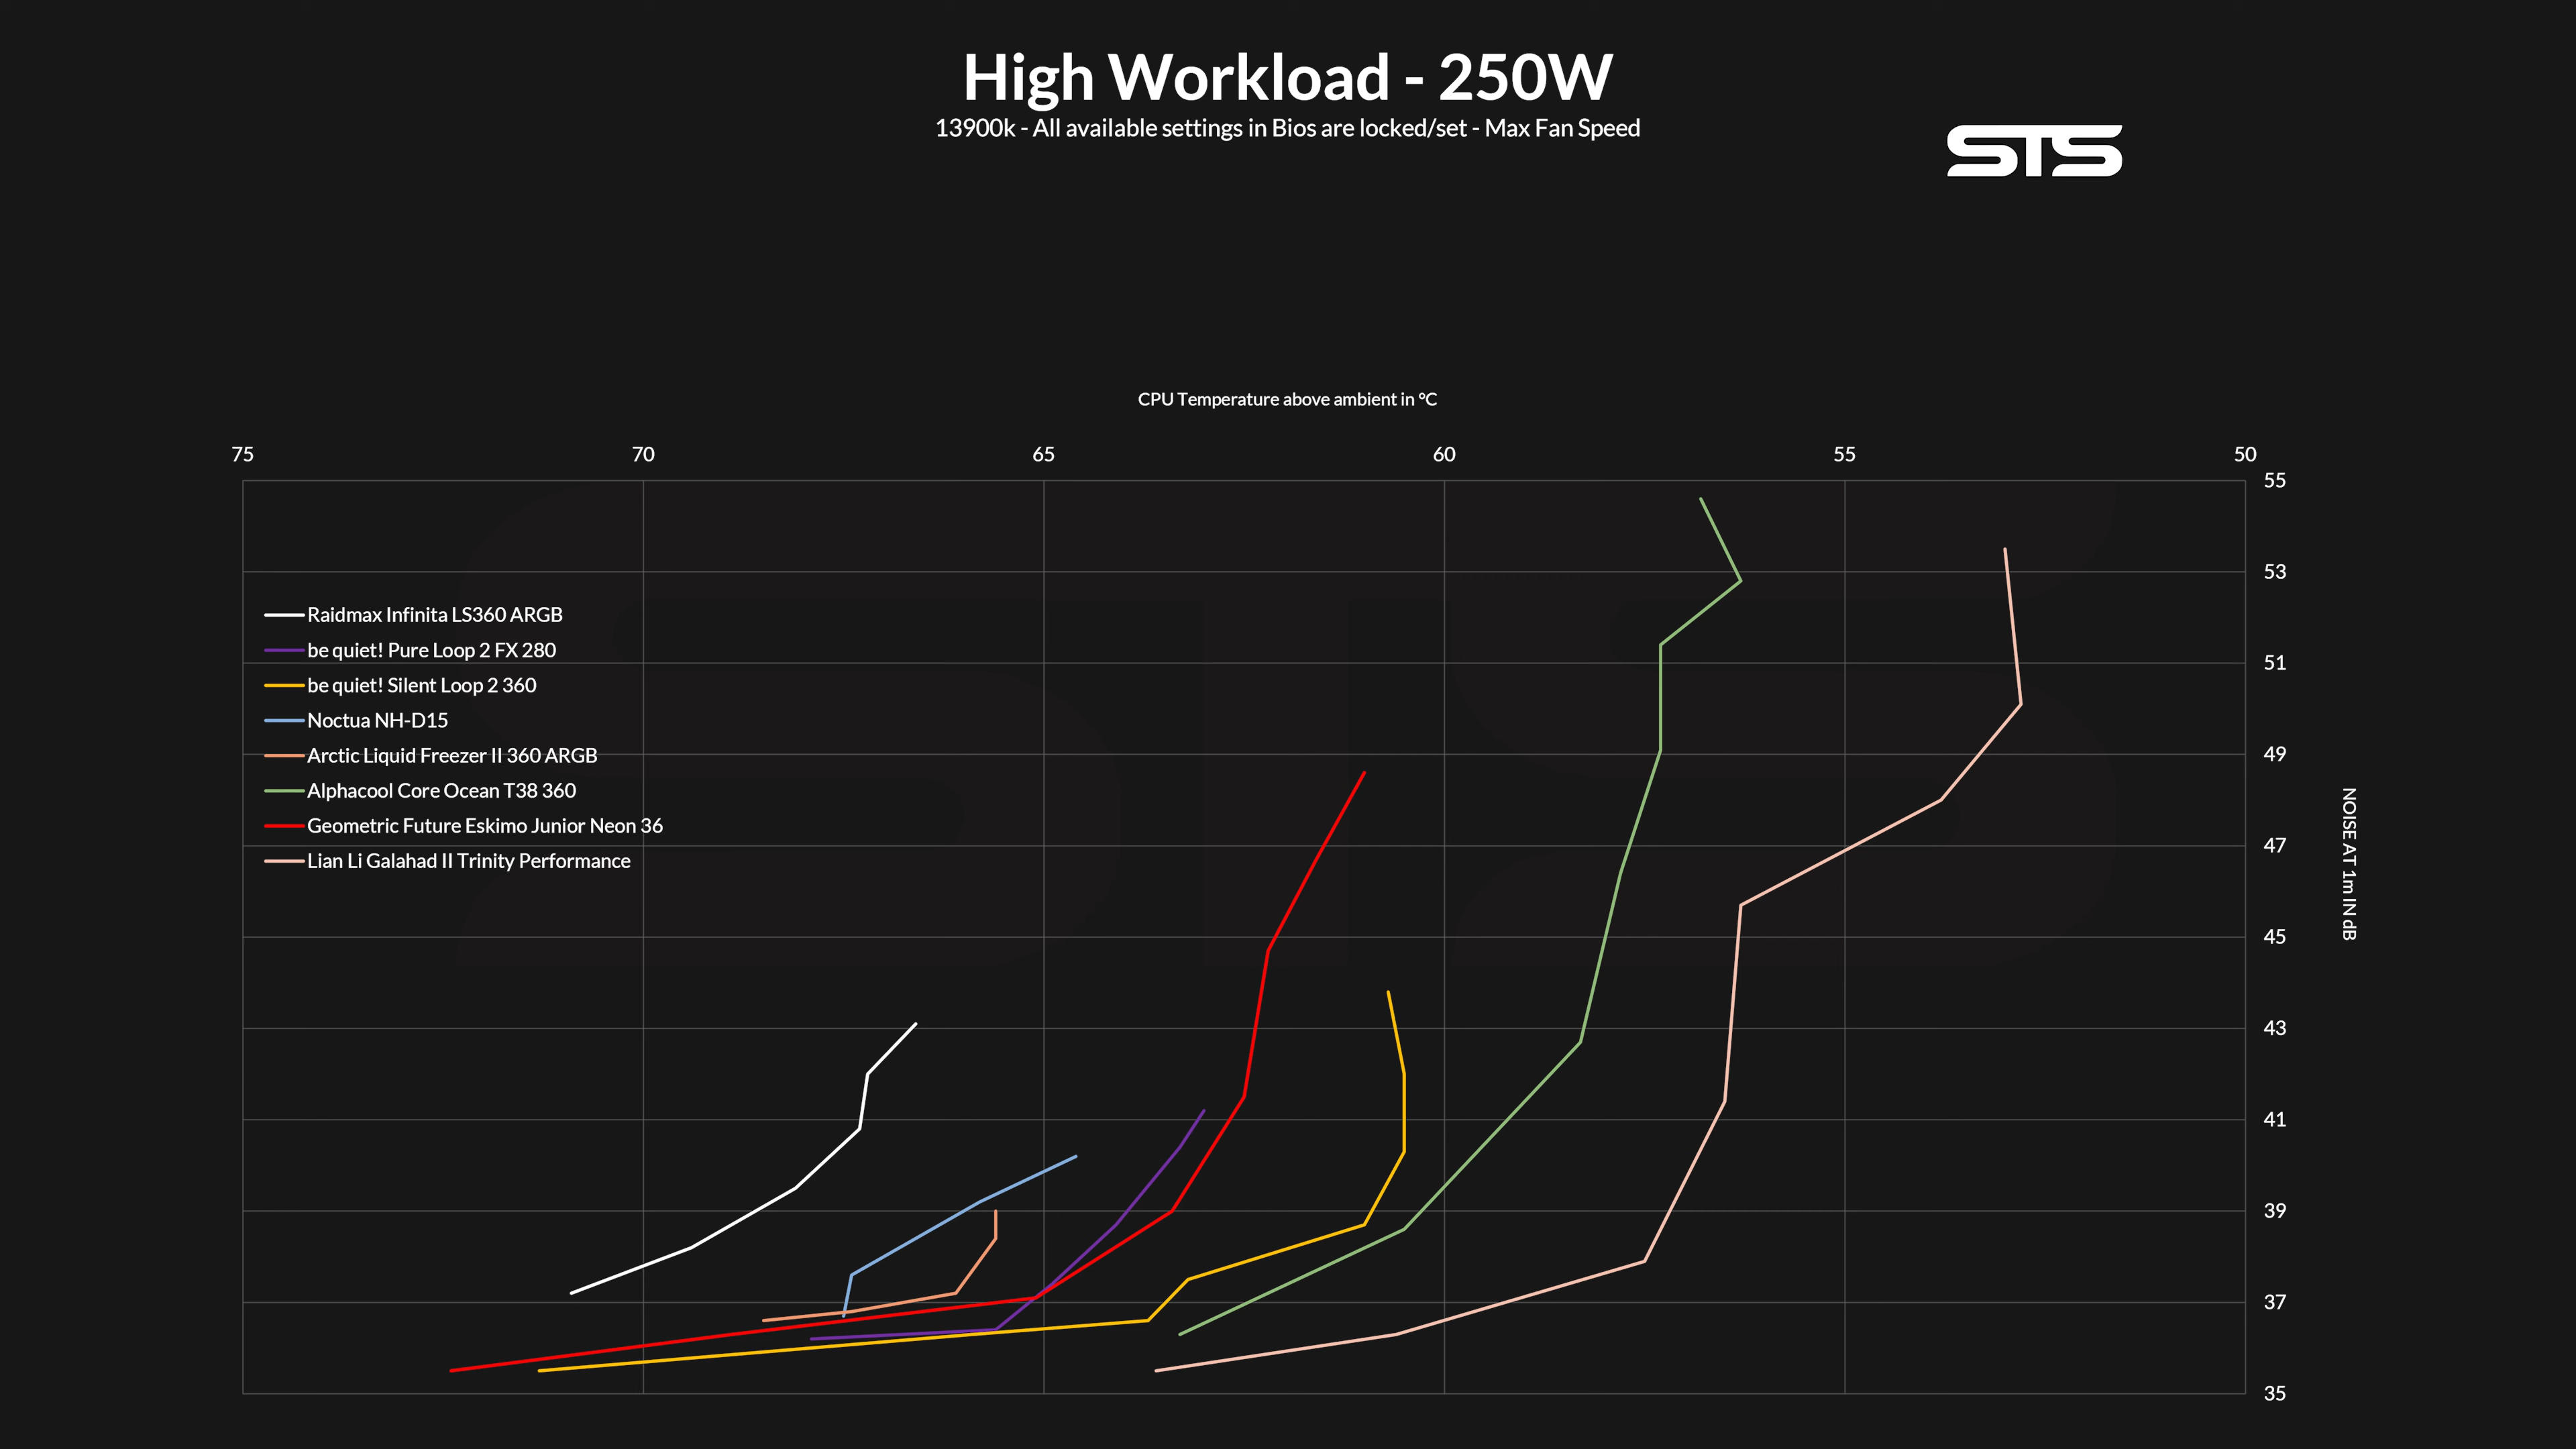 High Workload - 250W
13900k - All available settings in Bios are locked/set - Max Fan Speed
STS
CPU Temperature above ambient in °C
75 70 65 60 55 50
55
53
51
49
47
45
43
41
39
37
35
Raidmax Infinita LS360 ARGB
be quiet! Pure Loop 2 FX 280
be quiet! Silent Loop 2 360
Noctua NH-D15
Arctic Liquid Freezer II 360 ARGB
Alphacool Core Ocean T38 360
Geometric Future Eskimo Junior Neon 36
Lian Li Galahad II Trinity Performance
NOISE AT 1m IN dB